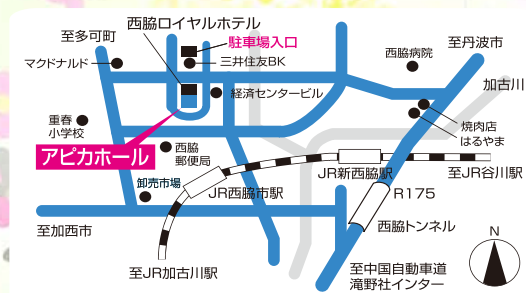 至多可町
西脇ロイヤルホテル
駐車場入口
至丹波市
マクドナルド
三井住友BK
西脇病院
加古川
経済センタービル
重春
小学校
焼肉店
はるやま
アピカホール
西脇
郵便局
JR新西脇駅
至JR谷川駅
卸売市場
JR西脇市駅
R175
至加西市
西脇トンネル
N
至JR加古川駅
至中国自動車道
滝野社インター